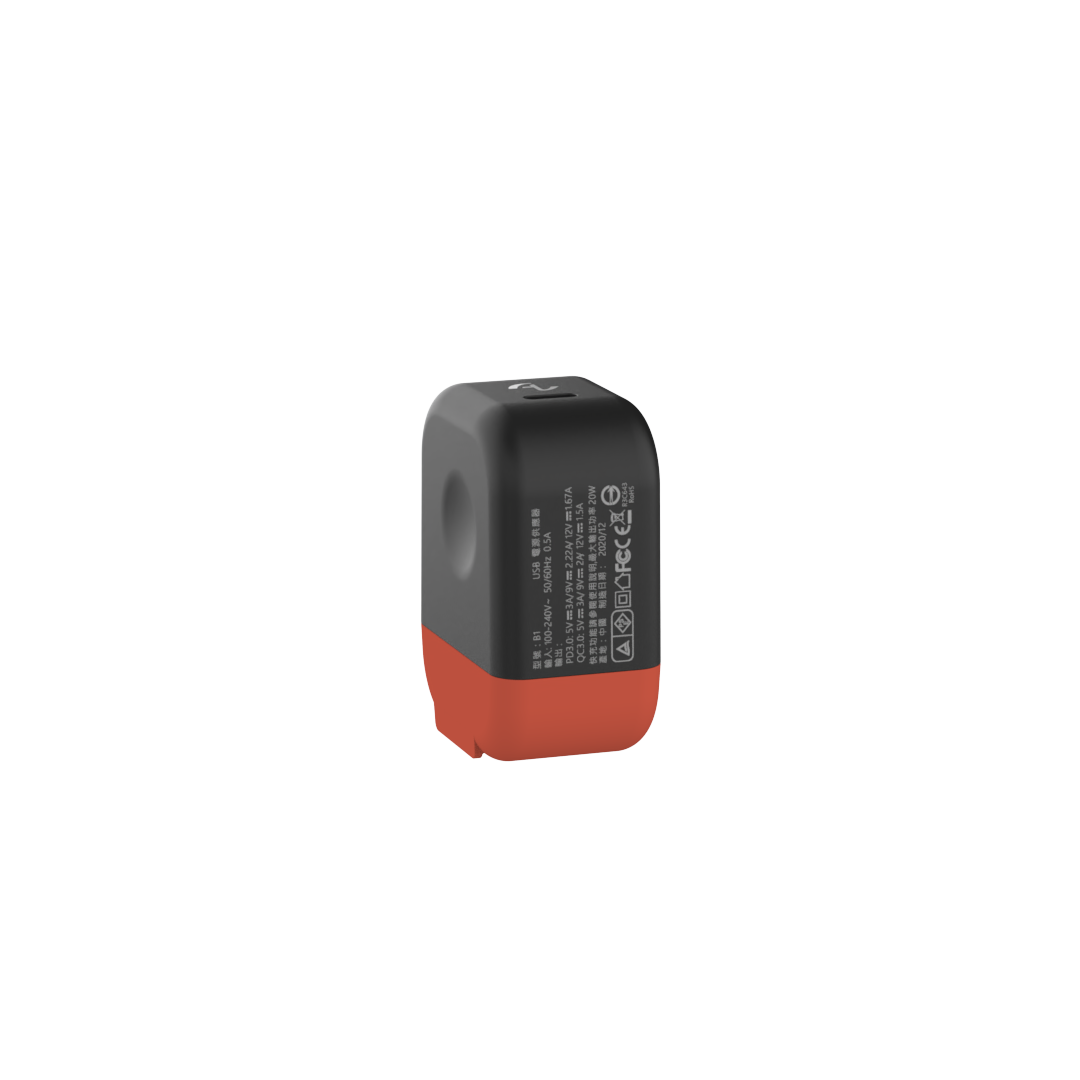 型號：B1 USB 電源供應器
輸入: 100-240V~ 50/60Hz 0.5A
輸出：
PD3.0: 5V⎓3A/9V⎓2.22A/12V⎓1.67A
QC3.0: 5V⎓3A/9V⎓2A/12V⎓1.5A
快充功能請參閱使用說明,最大輸出功率 20W
產地：中國 制造日期： 2020/12
FC CE
R3C643
RoHS